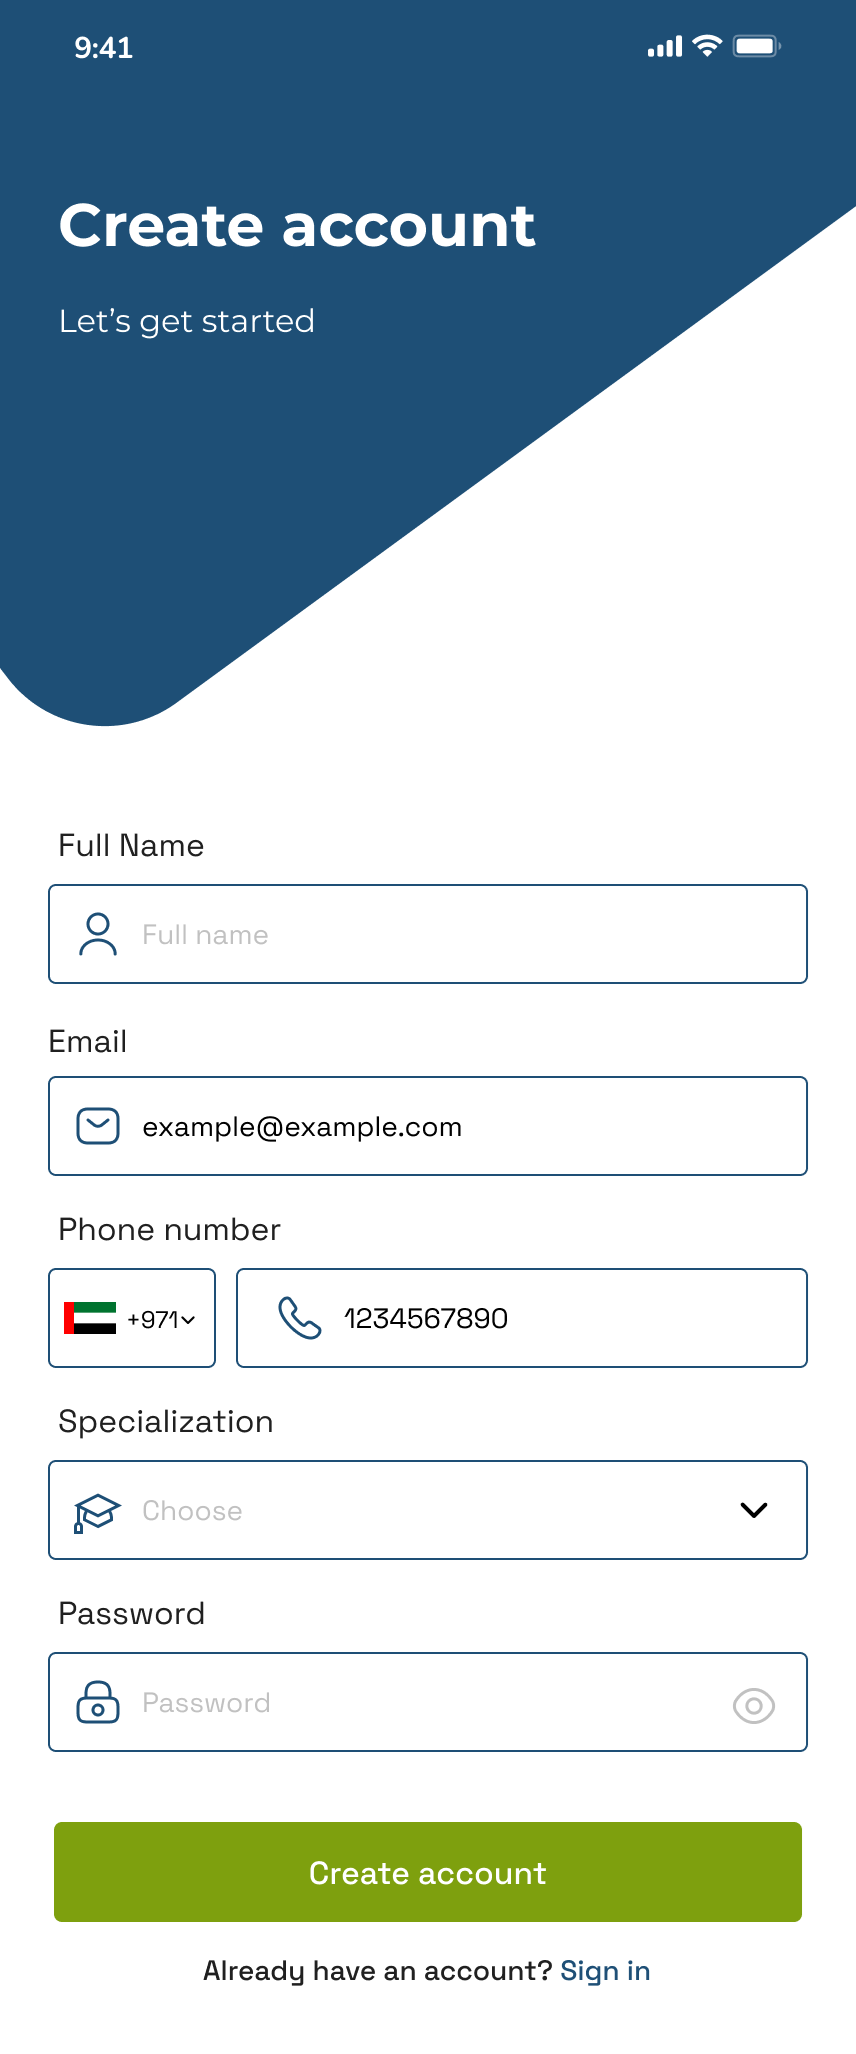 9:41
Create account
Let's get started
Full Name
Full name
Email
example@example.com
Phone number
+971 1234567890
Specialization
Choose
Password
Password
Create account
Already have an account? Sign in